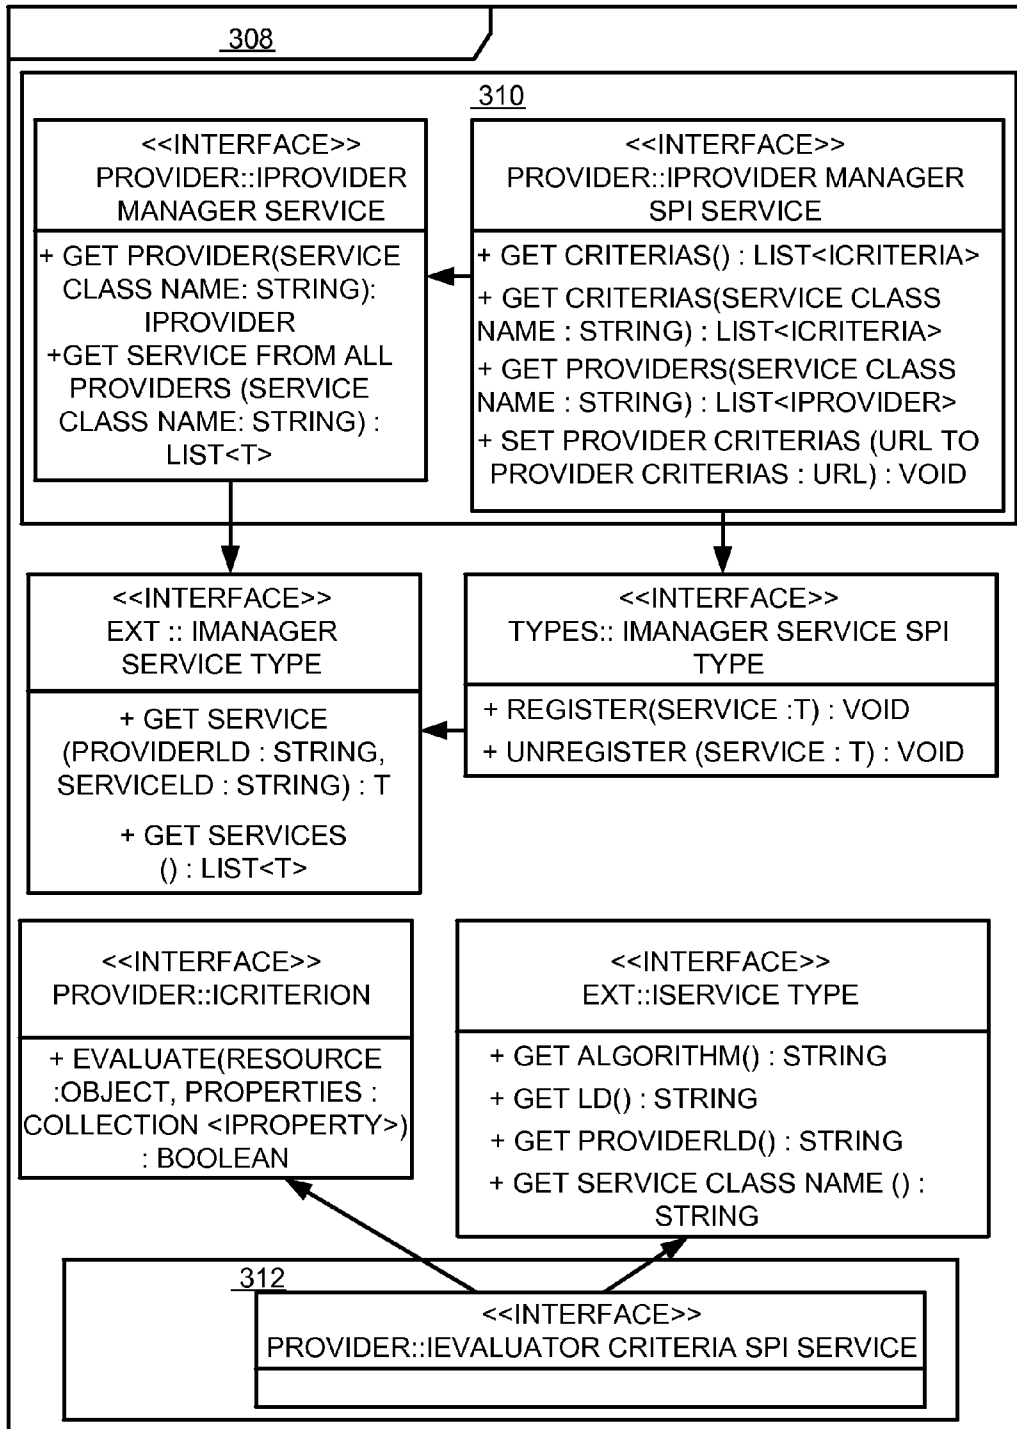 308
310
<<INTERFACE>>
PROVIDER::IPROVIDER
MANAGER SERVICE
+ GET PROVIDER(SERVICE
CLASS NAME: STRING):
IPROVIDER
+GET SERVICE FROM ALL
PROVIDERS (SERVICE
CLASS NAME: STRING) :
LIST<T>
<<INTERFACE>>
PROVIDER::IPROVIDER MANAGER
SPI SERVICE
+ GET CRITERIAS() : LIST<ICRITERIA>
+ GET CRITERIAS(SERVICE CLASS
NAME : STRING) : LIST<ICRITERIA>
+ GET PROVIDERS(SERVICE CLASS
NAME : STRING) : LIST<IPROVIDER>
+ SET PROVIDER CRITERIAS (URL TO
PROVIDER CRITERIAS : URL) : VOID
<<INTERFACE>>
EXT :: IMANAGER
SERVICE TYPE
+ GET SERVICE
(PROVIDERLD : STRING,
SERVICELD : STRING) : T
+ GET SERVICES
() : LIST<T>
<<INTERFACE>>
TYPES:: IMANAGER SERVICE SPI
TYPE
+ REGISTER(SERVICE :T) : VOID
+ UNREGISTER (SERVICE : T) : VOID
<<INTERFACE>>
PROVIDER::ICRITERION
+ EVALUATE(RESOURCE
:OBJECT, PROPERTIES :
COLLECTION <IPROPERTY>)
: BOOLEAN
<<INTERFACE>>
EXT::ISERVICE TYPE
+ GET ALGORITHM() : STRING
+ GET LD() : STRING
+ GET PROVIDERLD() : STRING
+ GET SERVICE CLASS NAME () :
STRING
312
<<INTERFACE>>
PROVIDER::IEVALUATOR CRITERIA SPI SERVICE